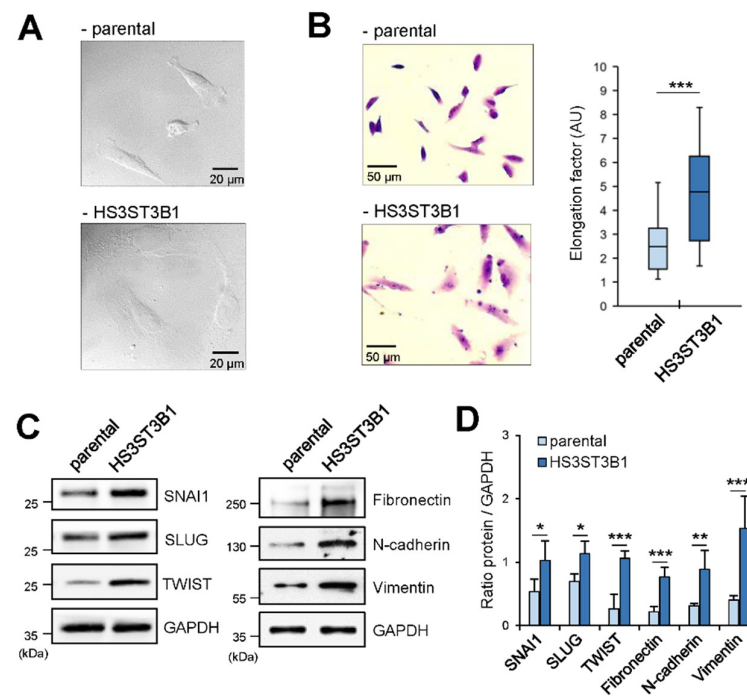 A
- parental
20 µm
- HS3ST3B1
20 µm
B
- parental
50 µm
- HS3ST3B1
50 µm
Elongation factor (AU)
10
9
8
7
6
5
4
3
2
1
0
***
parental
HS3ST3B1
C
parental
HS3ST3B1
25
SNAI1
25
SLUG
25
TWIST
35
GAPDH
(kDa)
parental
HS3ST3B1
250
Fibronectin
130
N-cadherin
55
Vimentin
35
GAPDH
(kDa)
D
parental
HS3ST3B1
Ratio protein / GAPDH
3
2
1
0
*
*
***
***
**
***
SNAI1
SLUG
TWIST
Fibronectin
N-cadherin
Vimentin